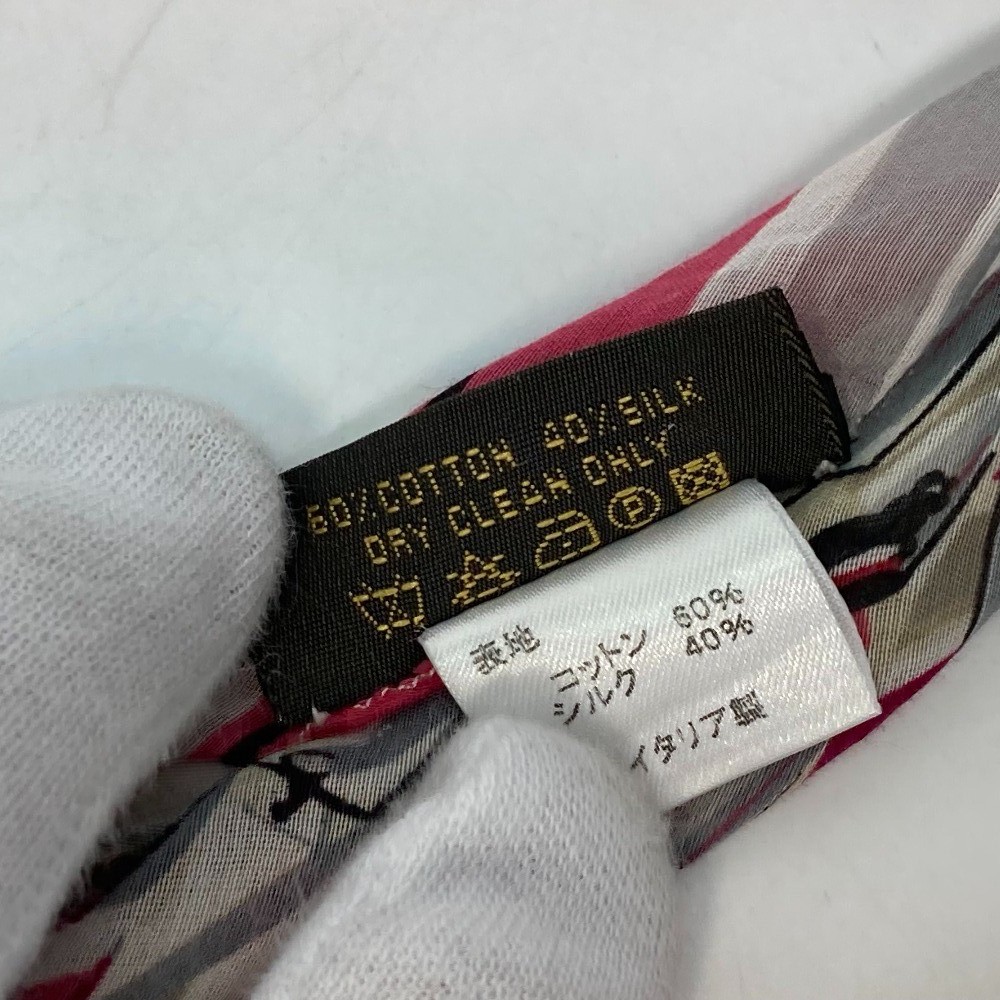 60%COTTON 40%SILK
DRY CLEAN ONLY
P
表地
コットン 60%
シルク 40%
イタリア製